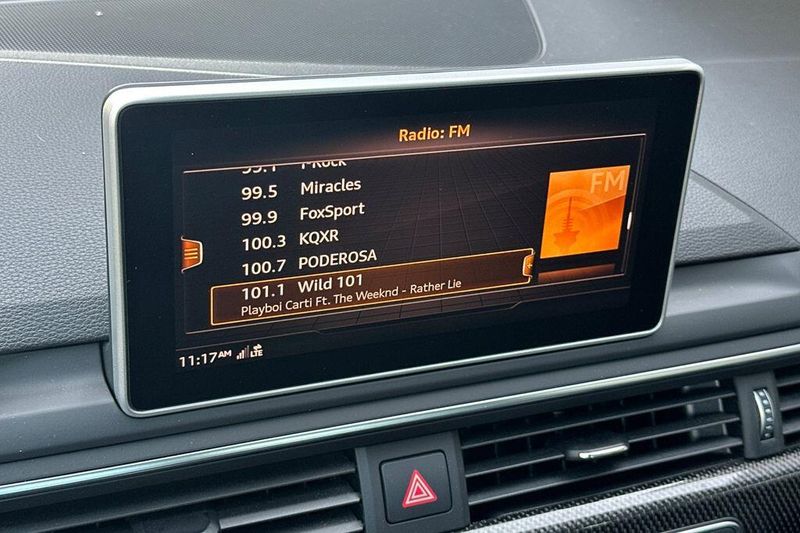 Radio: FM
FM
99.5 Miracles
99.9 FoxSport
100.3 KQXR
100.7 PODEROSA
101.1 Wild 101
Playboi Carti Ft. The Weeknd - Rather Lie
11:17AM LTE